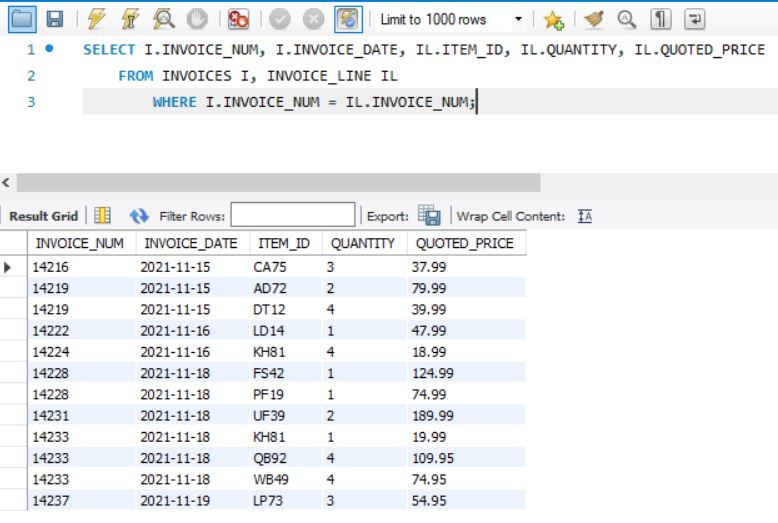 Limit to 1000 rows
1 SELECT I.INVOICE_NUM, I.INVOICE_DATE, IL.ITEM_ID, IL.QUANTITY, IL.QUOTED_PRICE
2 FROM INVOICES I, INVOICE_LINE IL
3 WHERE I.INVOICE_NUM = IL.INVOICE_NUM;
Result Grid Filter Rows: Export: Wrap Cell Content: IA
INVOICE_NUM INVOICE_DATE ITEM_ID QUANTITY QUOTED_PRICE
14216 2021-11-15 CA75 3 37.99
14219 2021-11-15 AD72 2 79.99
14219 2021-11-15 DT12 4 39.99
14222 2021-11-16 LD14 1 47.99
14224 2021-11-16 KH81 4 18.99
14228 2021-11-18 FS42 1 124.99
14228 2021-11-18 PF19 1 74.99
14231 2021-11-18 UF39 2 189.99
14233 2021-11-18 KH81 1 19.99
14233 2021-11-18 QB92 4 109.95
14233 2021-11-18 WB49 4 74.95
14237 2021-11-19 LP73 3 54.95